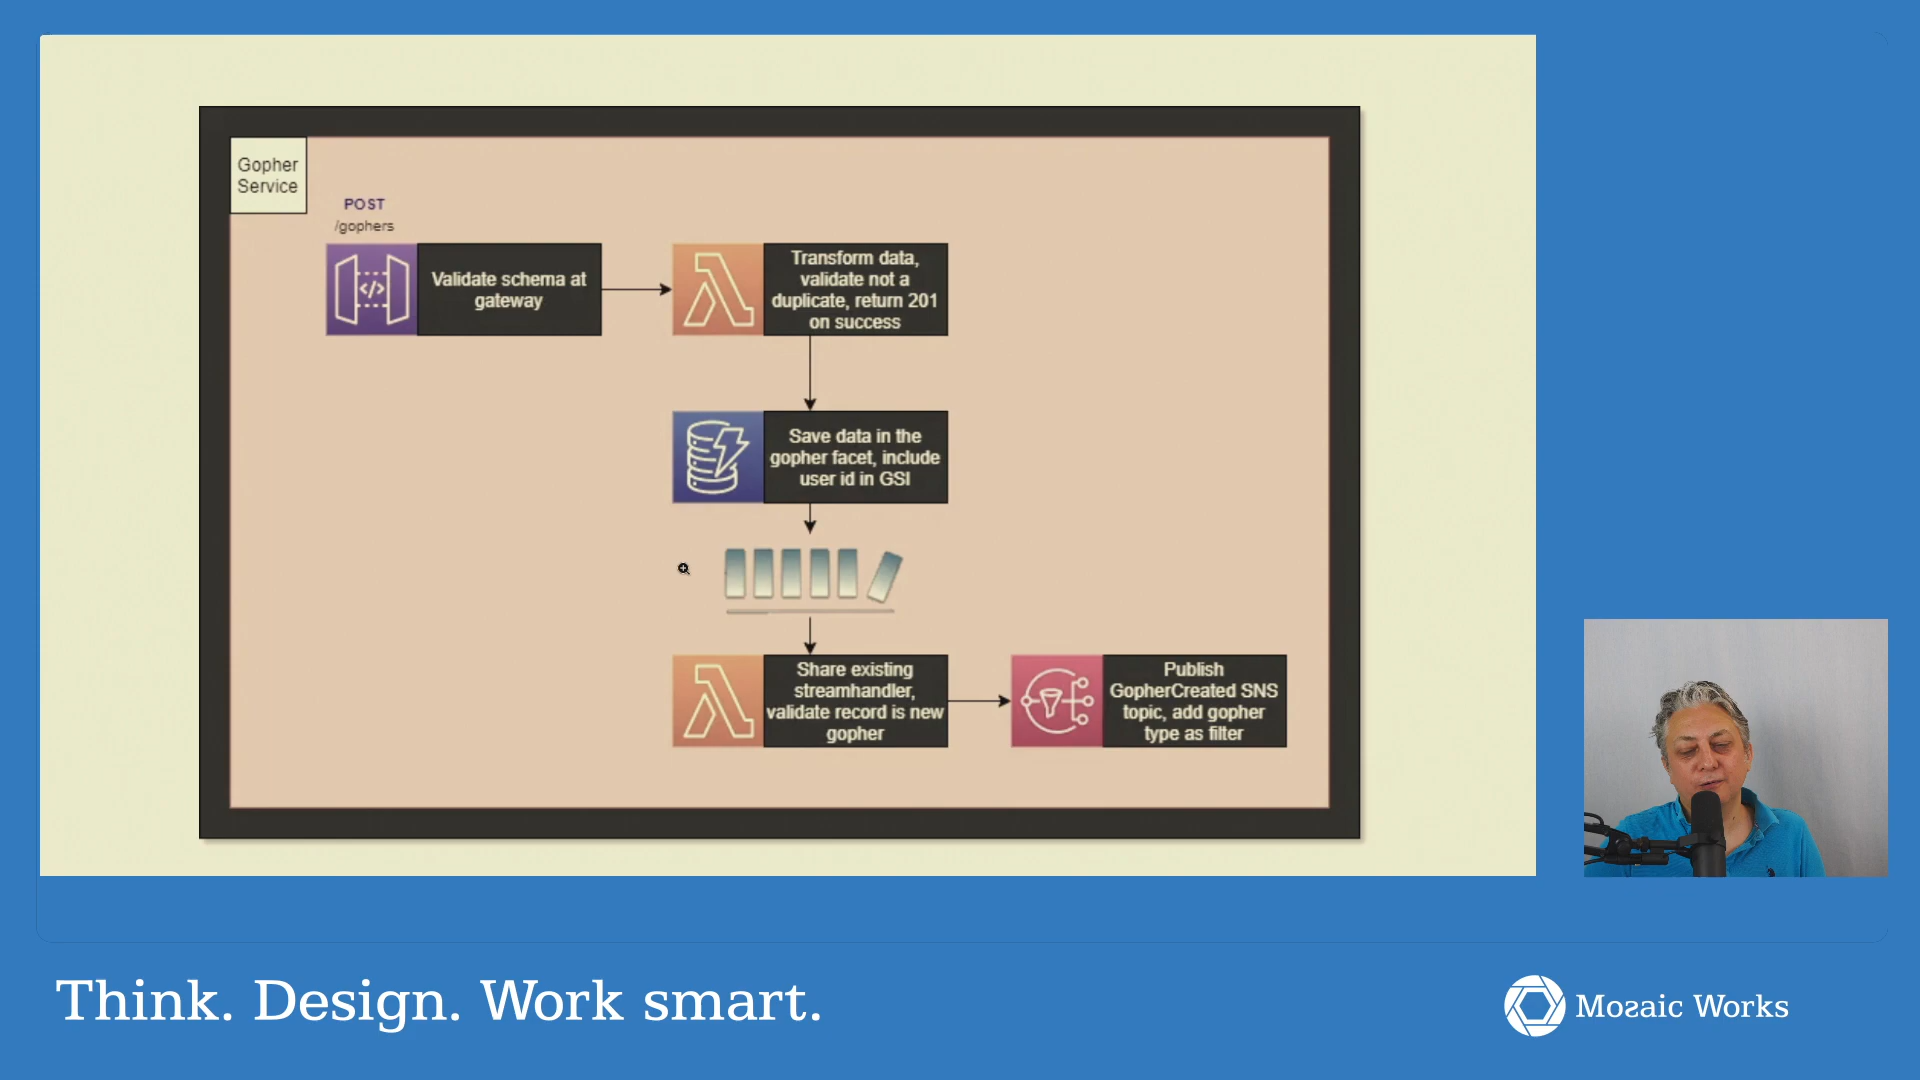 Gopher
Service
POST
/gophers
Validate schema at
gateway
Transform data,
validate not a
duplicate, return 201
on success
Save data in the
gopher facet, include
user id in GSI
Share existing
streamhandler,
validate record is new
gopher
Publish
GopherCreated SNS
topic, add gopher
type as filter
Think. Design. Work smart.
Mozaic Works